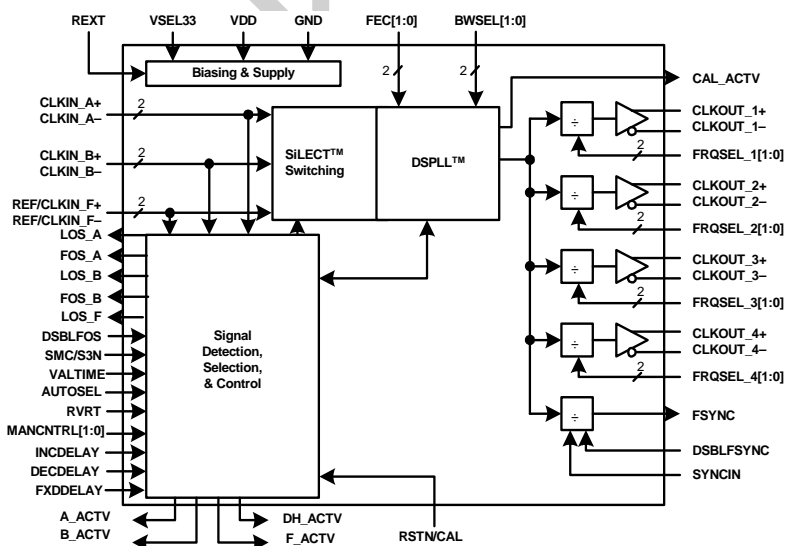 REXT VSEL33 VDD GND FEC[1:0] BWSEL[1:0]
Biasing & Supply
2 2
CAL_ACTV
CLKIN_A+ 2
CLKIN_A–
CLKIN_B+ 2
CLKIN_B–
REF/CLKIN_F+ 2
REF/CLKIN_F–
SiLECT™
Switching
DSPLL™
÷
CLKOUT_1+
CLKOUT_1–
2
FRQSEL_1[1:0]
÷
CLKOUT_2+
CLKOUT_2–
2
FRQSEL_2[1:0]
÷
CLKOUT_3+
CLKOUT_3–
2
FRQSEL_3[1:0]
÷
CLKOUT_4+
CLKOUT_4–
2
FRQSEL_4[1:0]
÷
FSYNC
DSBLFSYNC
SYNCIN
LOS_A
FOS_A
LOS_B
FOS_B
LOS_F
DSBLFOS
SMC/S3N
VALTIME
AUTOSEL
RVRT
MANCNTRL[1:0]
INCDELAY
DECDELAY
FXDDELAY
Signal
Detection,
Selection,
& Control
A_ACTV
B_ACTV
DH_ACTV
F_ACTV
RSTN/CAL